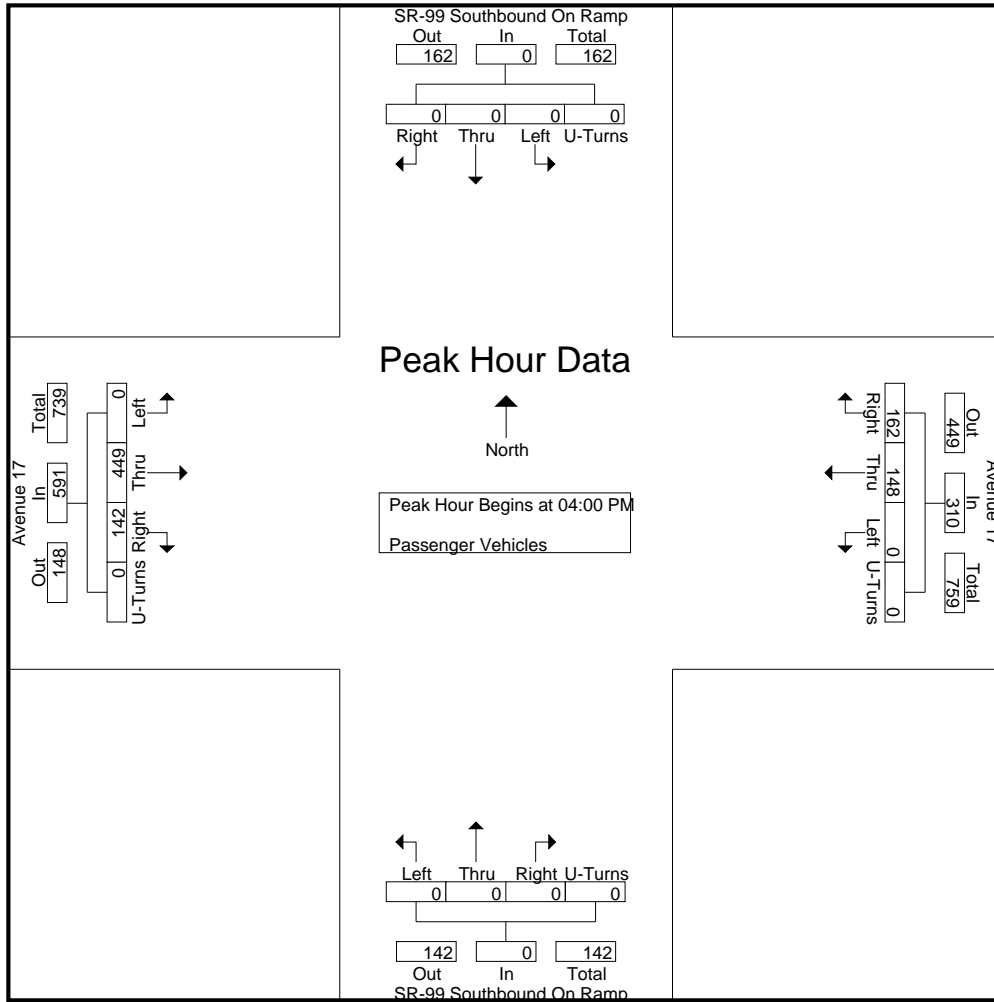 SR-99 Southbound On Ramp
Out In Total
162 0 162
0 0 0 0
Right Thru Left U-Turns
Peak Hour Data
North
Peak Hour Begins at 04:00 PM
Passenger Vehicles
Avenue 17
Total In Out
739 591 148
0 449 142 0
Left Thru Right U-Turns
Right Thru Left U-Turns
162 148 0 0
Out In Total
449 310 759
Avenue 17
Left Thru Right U-Turns
0 0 0 0
142 0 142
Out In Total
SR-99 Southbound On Ramp